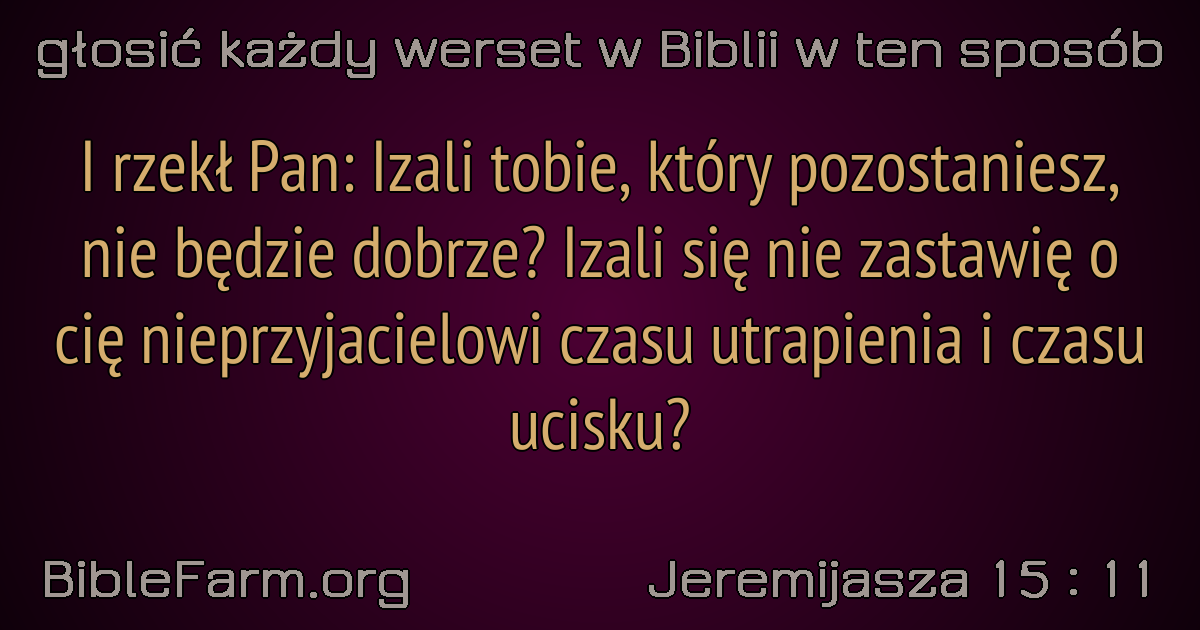 głosić każdy werset w Biblii w ten sposób
I rzekł Pan: Izali tobie, który pozostaniesz,
nie będzie dobrze? Izali się nie zastawię o
cię nieprzyjacielowi czasu utrapienia i czasu
ucisku?
BibleFarm.org
Jeremijasza 15 : 11